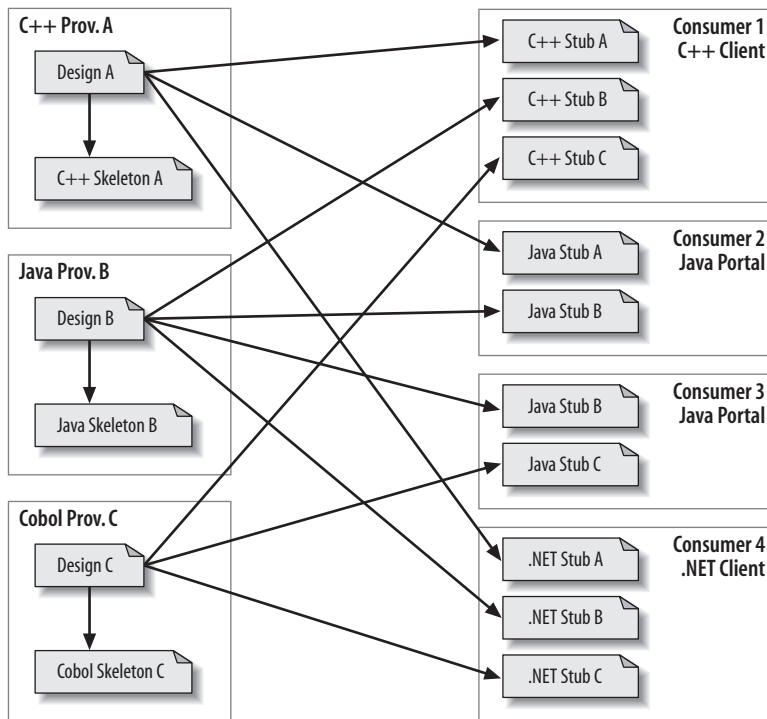 C++ Prov. A
Design A
C++ Skeleton A
Java Prov. B
Design B
Java Skeleton B
Cobol Prov. C
Design C
Cobol Skeleton C
Consumer 1
C++ Client
C++ Stub A
C++ Stub B
C++ Stub C
Consumer 2
Java Portal
Java Stub A
Java Stub B
Consumer 3
Java Portal
Java Stub B
Java Stub C
Consumer 4
.NET Client
.NET Stub A
.NET Stub B
.NET Stub C